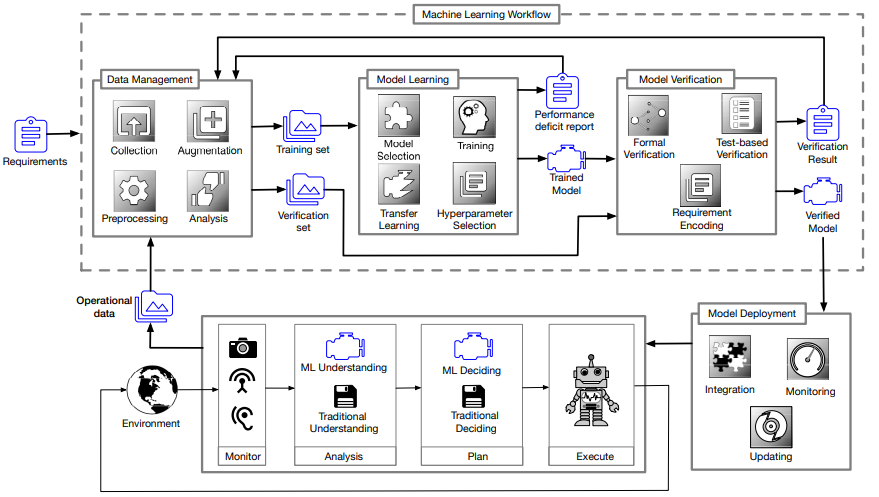 Machine Learning Workflow
Data Management
Model Learning
Model Verification
Collection
Augmentation
Preprocessing
Analysis
Requirements
Training set
Verification
set
Model
Selection
Training
Transfer
Learning
Hyperparameter
Selection
Performance
deficit report
Trained
Model
Formal
Verification
Test-based
Verification
Requirement
Encoding
Verification
Result
Verified
Model
Operational
data
Model Deployment
Integration
Monitoring
Updating
Environment
ML Understanding
Traditional
Understanding
ML Deciding
Traditional
Deciding
Monitor
Analysis
Plan
Execute